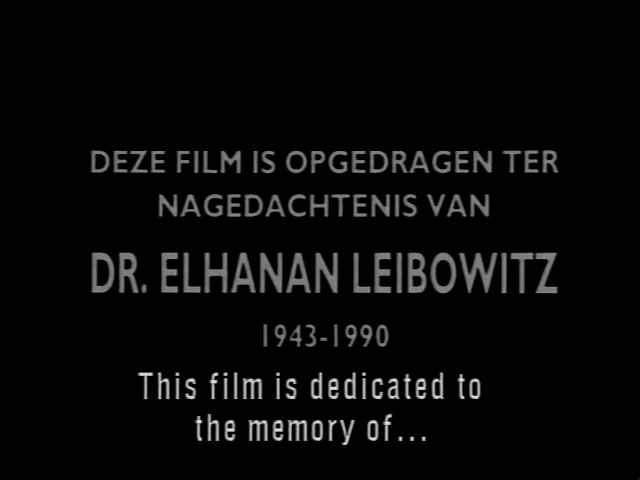 DEZE FILM IS OPGEDRAGEN TER
NAGEDACHTENIS VAN
DR. ELHANAN LEIBOWITZ
1943-1990
This film is dedicated to
the memory of...